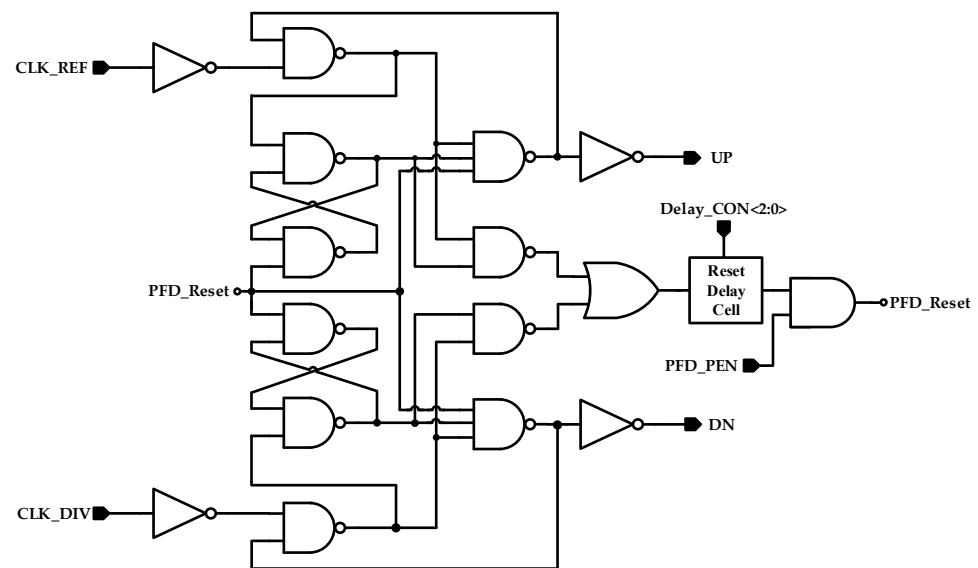 CLK_REF
UP
Delay_CON<2:0>
Reset
Delay
Cell
PFD_Reset
PFD_Reset
PFD_PEN
DN
CLK_DIV